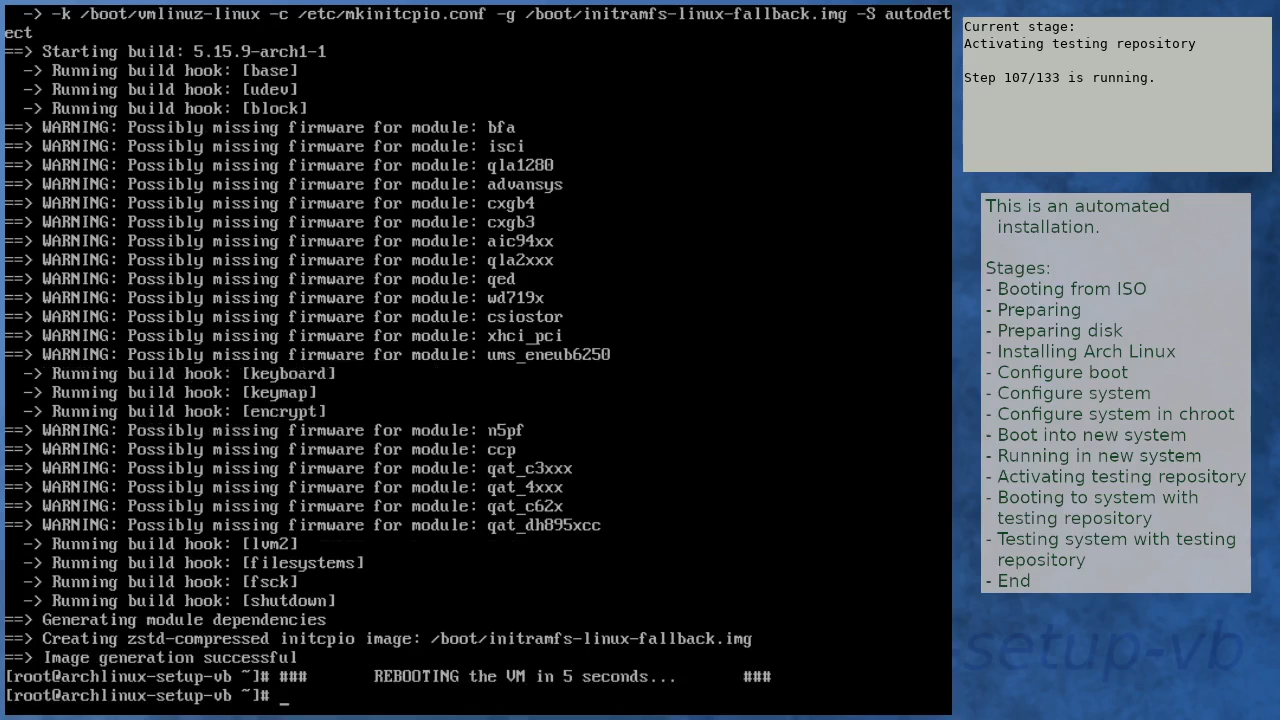 -> -k /boot/vmlinuz-linux -c /etc/mkinitcpio.conf -g /boot/initramfs-linux-fallback.img -S autodet
ect
==> Starting build: 5.15.9-arch1-1
-> Running build hook: [base]
-> Running build hook: [udev]
-> Running build hook: [block]
==> WARNING: Possibly missing firmware for module: bfa
==> WARNING: Possibly missing firmware for module: isci
==> WARNING: Possibly missing firmware for module: qla1280
==> WARNING: Possibly missing firmware for module: advansys
==> WARNING: Possibly missing firmware for module: cxgb4
==> WARNING: Possibly missing firmware for module: cxgb3
==> WARNING: Possibly missing firmware for module: aic94xx
==> WARNING: Possibly missing firmware for module: qla2xxx
==> WARNING: Possibly missing firmware for module: qed
==> WARNING: Possibly missing firmware for module: wd719x
==> WARNING: Possibly missing firmware for module: csiostor
==> WARNING: Possibly missing firmware for module: xhci_pci
==> WARNING: Possibly missing firmware for module: ums_eneub6250
-> Running build hook: [keyboard]
-> Running build hook: [keymap]
-> Running build hook: [encrypt]
==> WARNING: Possibly missing firmware for module: n5pf
==> WARNING: Possibly missing firmware for module: ccp
==> WARNING: Possibly missing firmware for module: qat_c3xxx
==> WARNING: Possibly missing firmware for module: qat_4xxx
==> WARNING: Possibly missing firmware for module: qat_c62x
==> WARNING: Possibly missing firmware for module: qat_dh895xcc
-> Running build hook: [lvm2]
-> Running build hook: [filesystems]
-> Running build hook: [fsck]
-> Running build hook: [shutdown]
==> Generating module dependencies
==> Creating zstd-compressed initcpio image: /boot/initramfs-linux-fallback.img
==> Image generation successful
[root@archlinux-setup-vb ~]# ### REBOOTING the VM in 5 seconds... ###
[root@archlinux-setup-vb ~]# _
Current stage:
Activating testing repository
Step 107/133 is running.
This is an automated
installation.
Stages:
- Booting from ISO
- Preparing
- Preparing disk
- Installing Arch Linux
- Configure boot
- Configure system
- Configure system in chroot
- Boot into new system
- Running in new system
- Activating testing repository
- Booting to system with
testing repository
- Testing system with testing
repository
- End
setup-vb